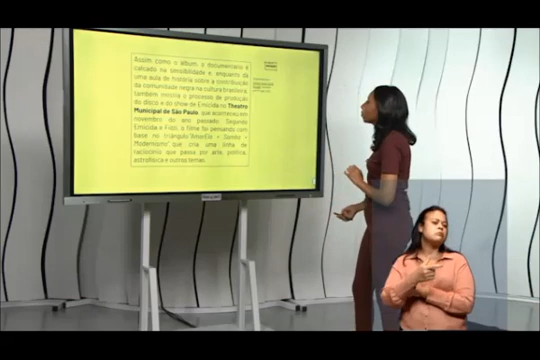 Assim como o álbum, o documentário é
calcado na sensibilidade e, enquanto dá
uma aula de história sobre a contribuição
da comunidade negra na cultura brasileira,
também mostra o processo de produção
do disco e do show de Emicida no Theatro
Municipal de São Paulo, que aconteceu em
novembro do ano passado. Segundo
Emicida e Fióti, o filme foi pensando com
base no triângulo "AmarElo - Samba -
Modernismo" que cria uma linha de
raciocínio que passa por arte, política,
astrofísica e outros temas.